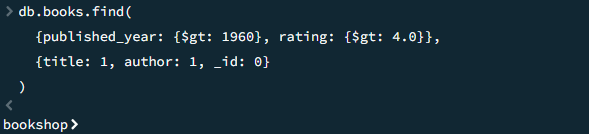 > db.books.find(
{published_year: {$gt: 1960}, rating: {$gt: 4.0}},
{title: 1, author: 1, _id: 0}
)
<
bookshop>